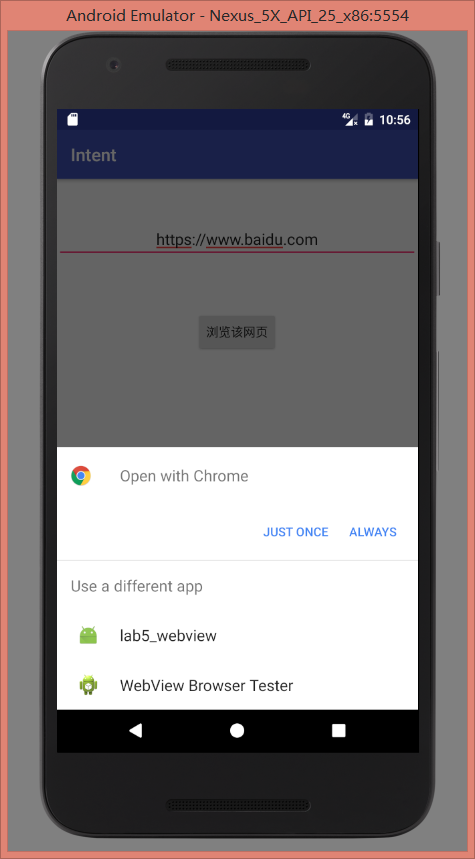 Android Emulator - Nexus_5X_API_25_x86:5554
4G 10:56
Intent
https://www.baidu.com
浏览该网页
Open with Chrome
JUST ONCE ALWAYS
Use a different app
lab5_webview
WebView Browser Tester